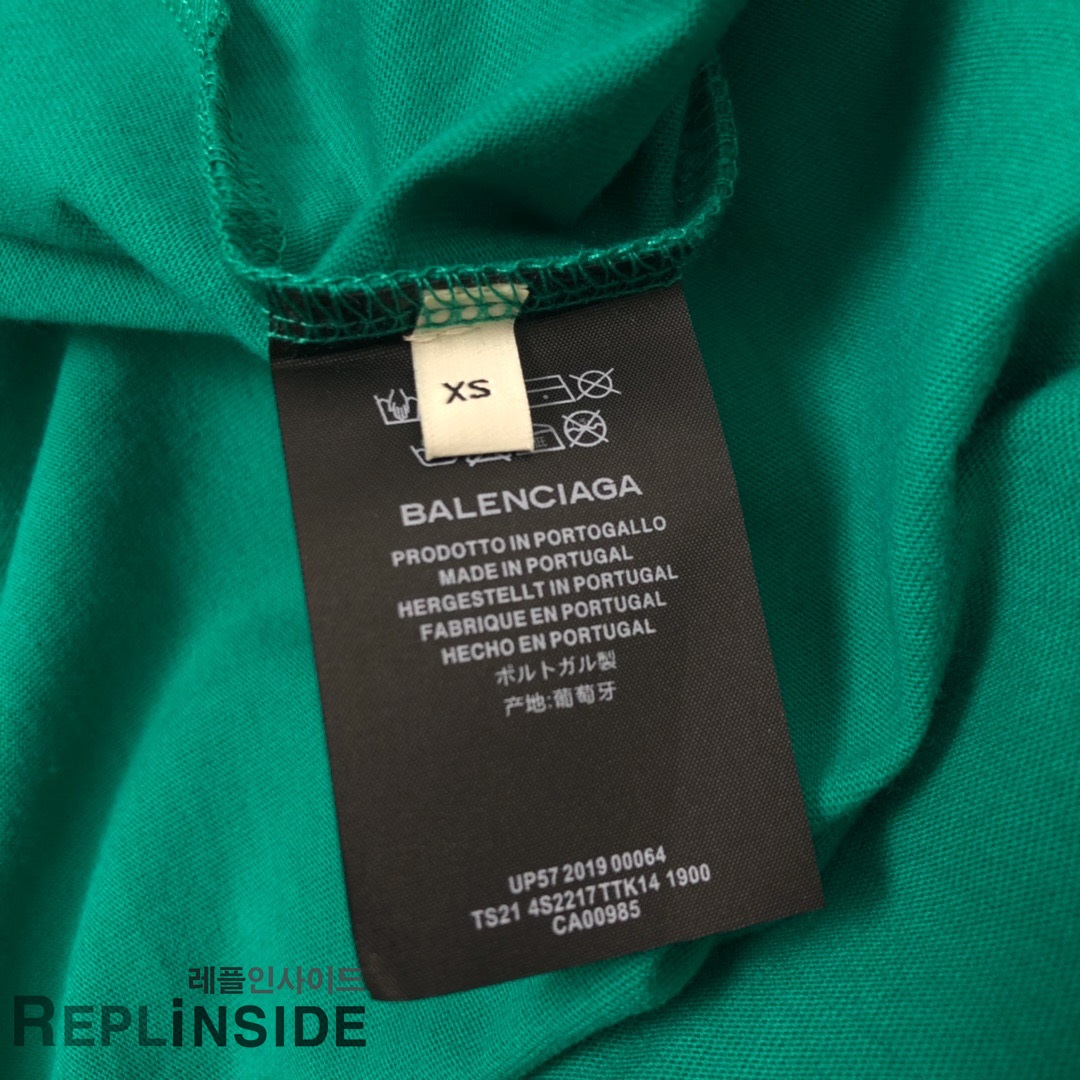 XS
BALENCIAGA
PRODOTTO IN PORTOGALLO
MADE IN PORTUGAL
HERGESTELLT IN PORTUGAL
FABRIQUE EN PORTUGAL
HECHO EN PORTUGAL
ポルトガル製
产地:葡萄牙
UP57 2019 00064
TS21 4S2217TTK14 1900
CA00985
레플인사이드
REPLiNSIDE